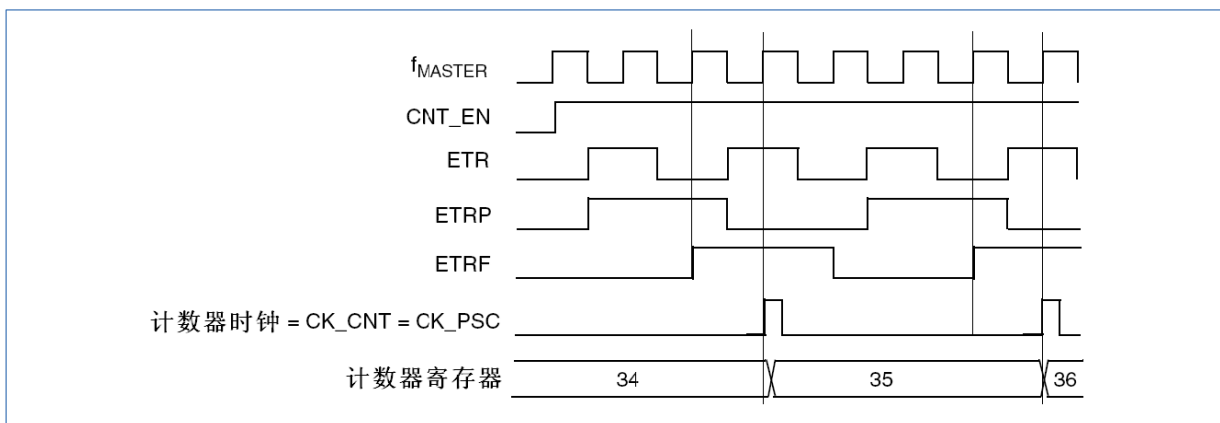 fMASTER
CNT_EN
ETR
ETRP
ETRF
计数器时钟 = CK_CNT = CK_PSC
计数器寄存器 34 35 36